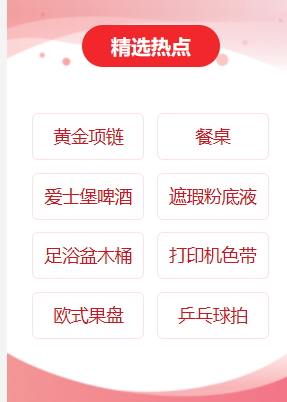 精选热点
黄金项链
餐桌
爱士堡啤酒
遮瑕粉底液
足浴盆木桶
打印机色带
欧式果盘
乒乓球拍